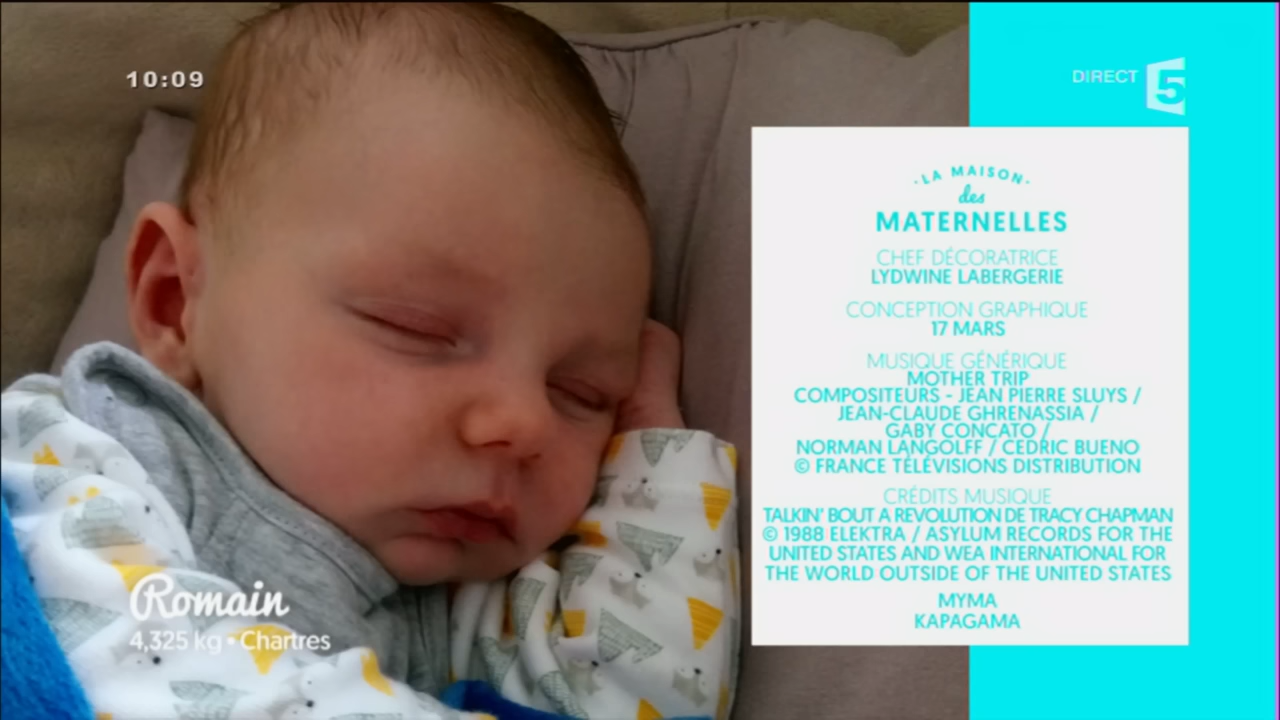 10:09
DIRECT 5
·LA MAISON·
des
MATERNELLES
CHEF DÉCORATRICE
LYDWINE LABERGERIE
CONCEPTION GRAPHIQUE
17 MARS
MUSIQUE GÉNÉRIQUE
MOTHER TRIP
COMPOSITEURS - JEAN PIERRE SLUYS /
JEAN-CLAUDE GHRENASSIA /
GABY CONCATO /
NORMAN LANGOLFF / CEDRIC BUENO
© FRANCE TÉLÉVISIONS DISTRIBUTION
CRÉDITS MUSIQUE
TALKIN' BOUT A REVOLUTION DE TRACY CHAPMAN
© 1988 ELEKTRA / ASYLUM RECORDS FOR THE
UNITED STATES AND WEA INTERNATIONAL FOR
THE WORLD OUTSIDE OF THE UNITED STATES
MYMA
KAPAGAMA
Romain
4,325 kg • Chartres